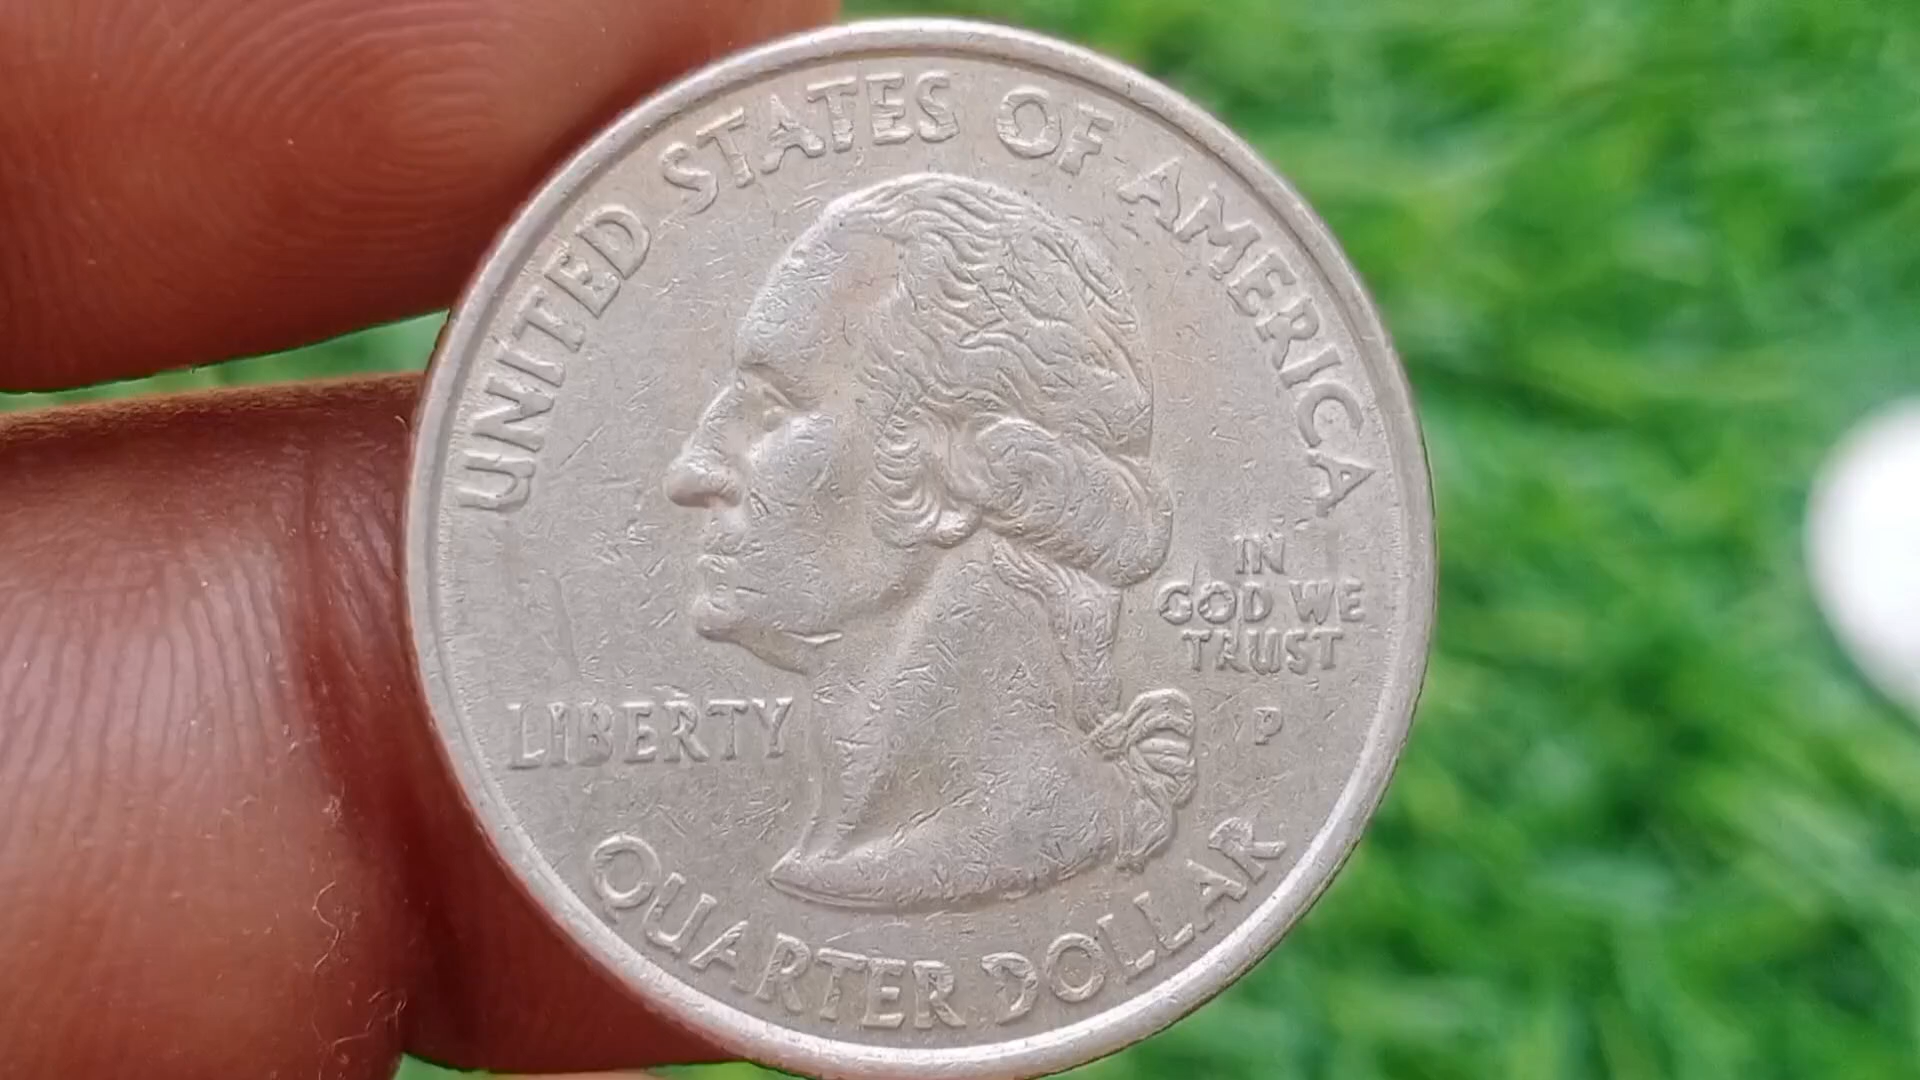 UNITED STATES OF AMERICA
IN
GOD WE
TRUST
LIBERTY
P
QUARTER DOLLAR